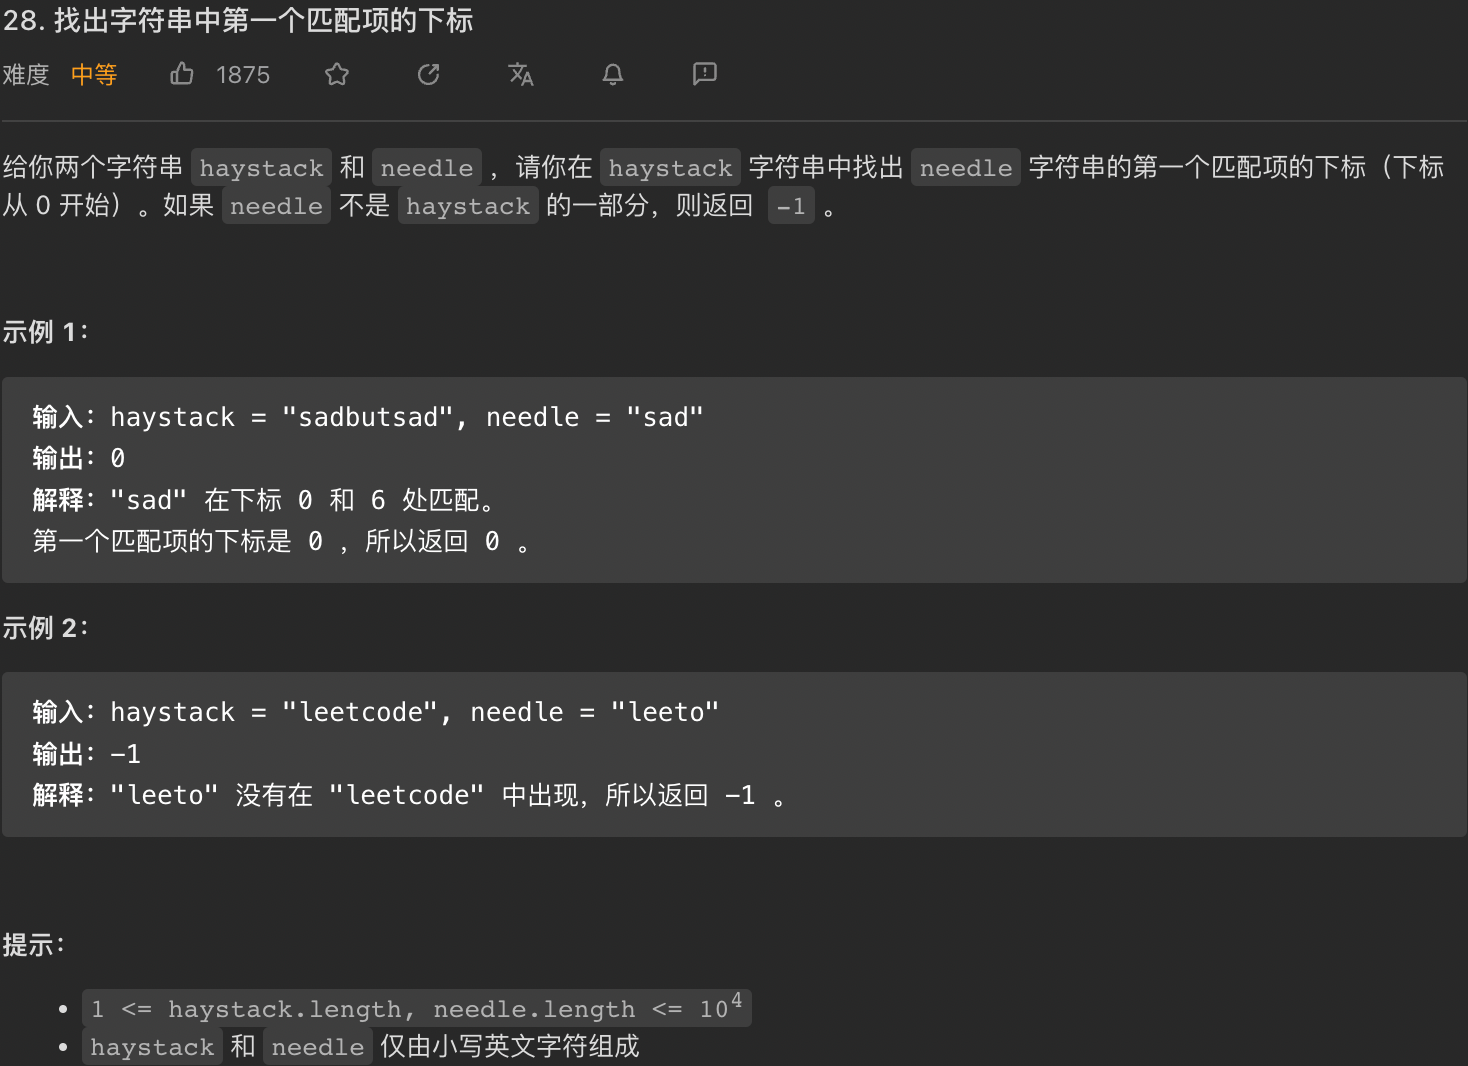 28. 找出字符串中第一个匹配项的下标
难度 中等 1875
给你两个字符串 haystack 和 needle ，请你在 haystack 字符串中找出 needle 字符串的第一个匹配项的下标（下标
从 0 开始）。如果 needle 不是 haystack 的一部分，则返回 -1 。
示例 1：
输入：haystack = "sadbutsad", needle = "sad"
输出：0
解释："sad" 在下标 0 和 6 处匹配。
第一个匹配项的下标是 0 ，所以返回 0 。
示例 2：
输入：haystack = "leetcode", needle = "leeto"
输出：-1
解释："leeto" 没有在 "leetcode" 中出现，所以返回 -1 。
提示：
• 1 <= haystack.length, needle.length <= 10⁴
• haystack 和 needle 仅由小写英文字符组成